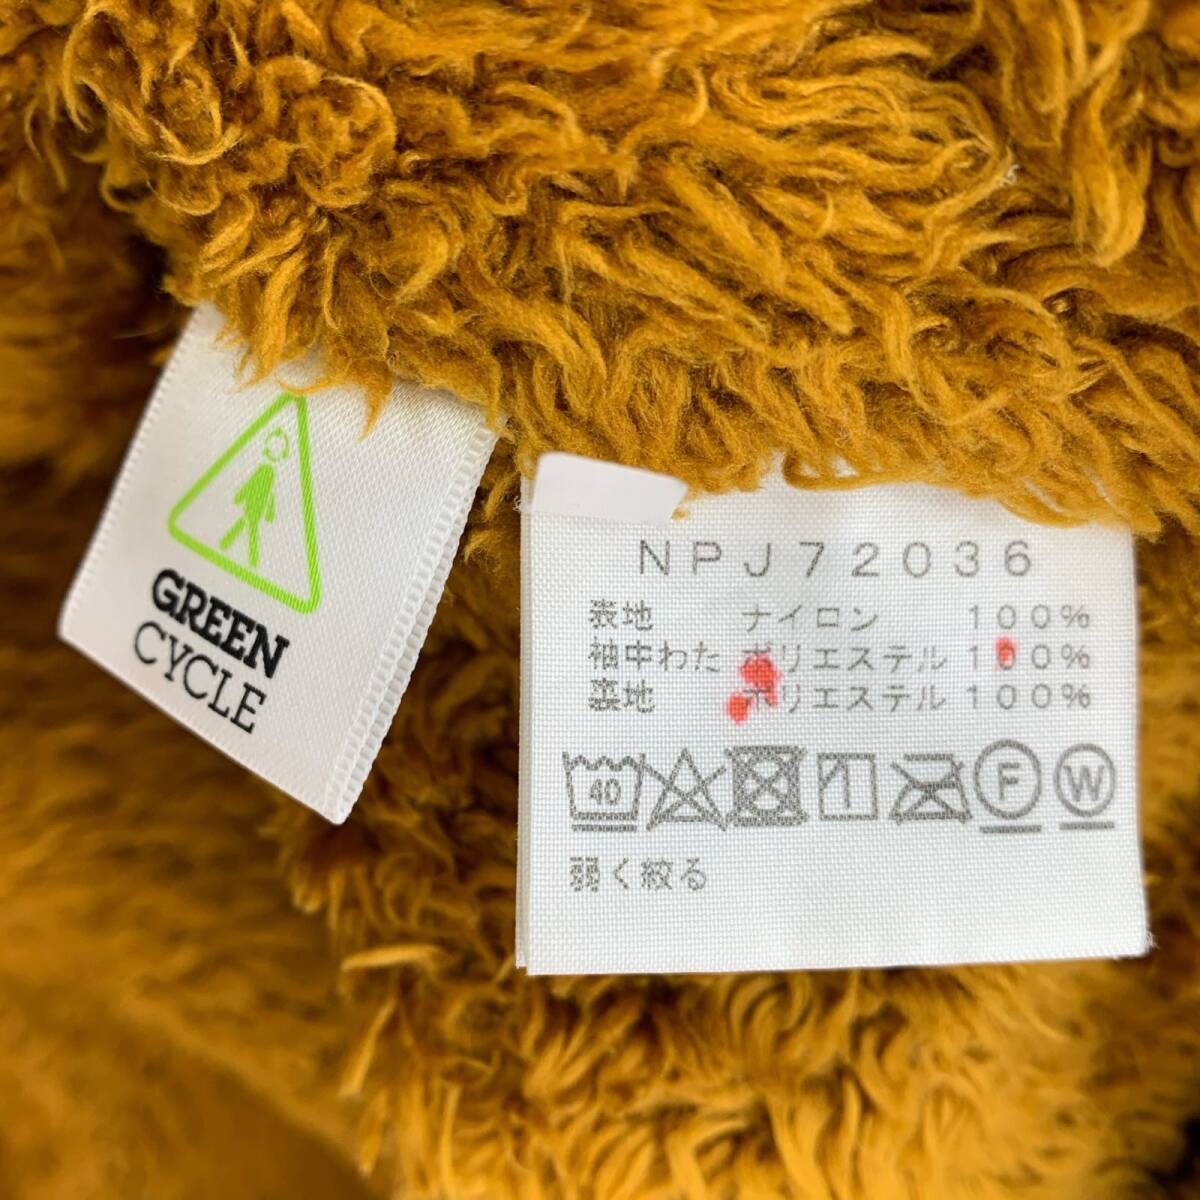 GREEN
CYCLE
NPJ72036
表地 ナイロン 100%
袖中わた ポリエステル 100%
裏地 ポリエステル 100%
40
F
W
弱く絞る